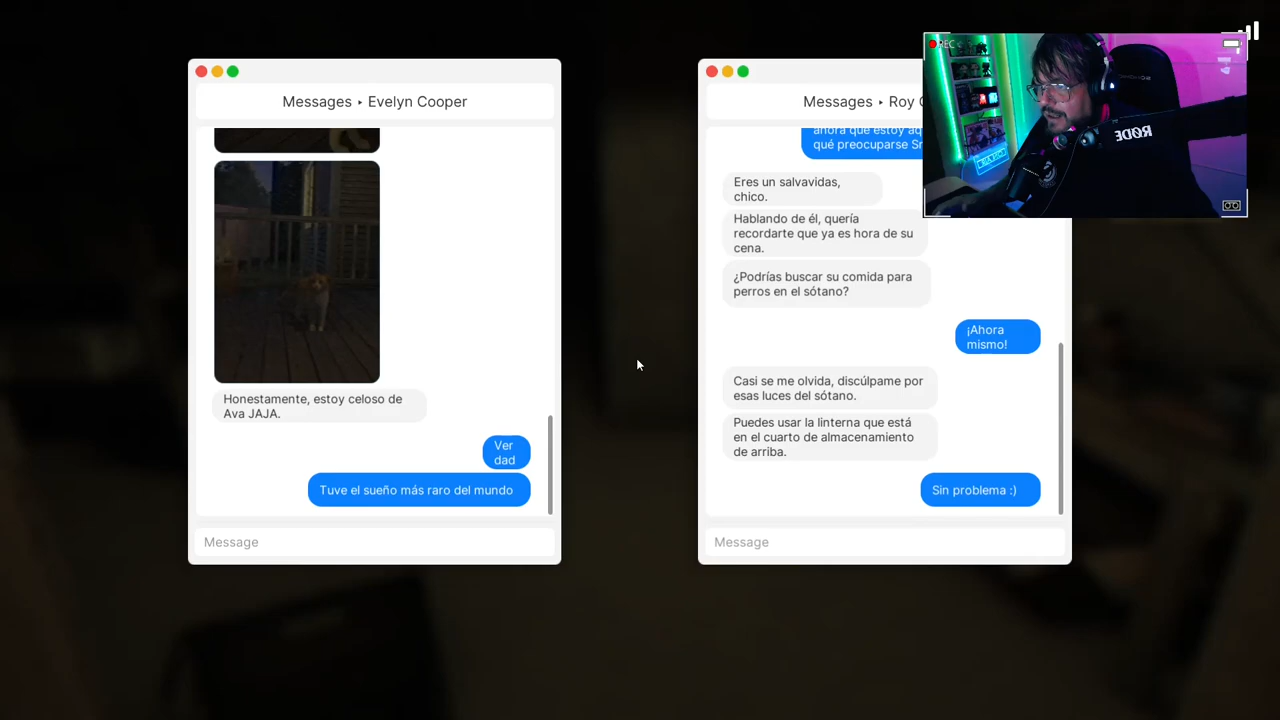 Messages ‣ Evelyn Cooper
Honestamente, estoy celoso de
Ava JAJA.
Ver
dad
Tuve el sueño más raro del mundo
Message
Messages ‣ Roy
ahora que estoy
qué preocuparse
Eres un salvavidas,
chico.
Hablando de él, quería
recordarte que ya es hora de su
cena.
¿Podrías buscar su comida para
perros en el sótano?
¡Ahora
mismo!
Casi se me olvida, discúlpame por
esas luces del sótano.
Puedes usar la linterna que está
en el cuarto de almacenamiento
de arriba.
Sin problema :)
Message
REC
RØDE